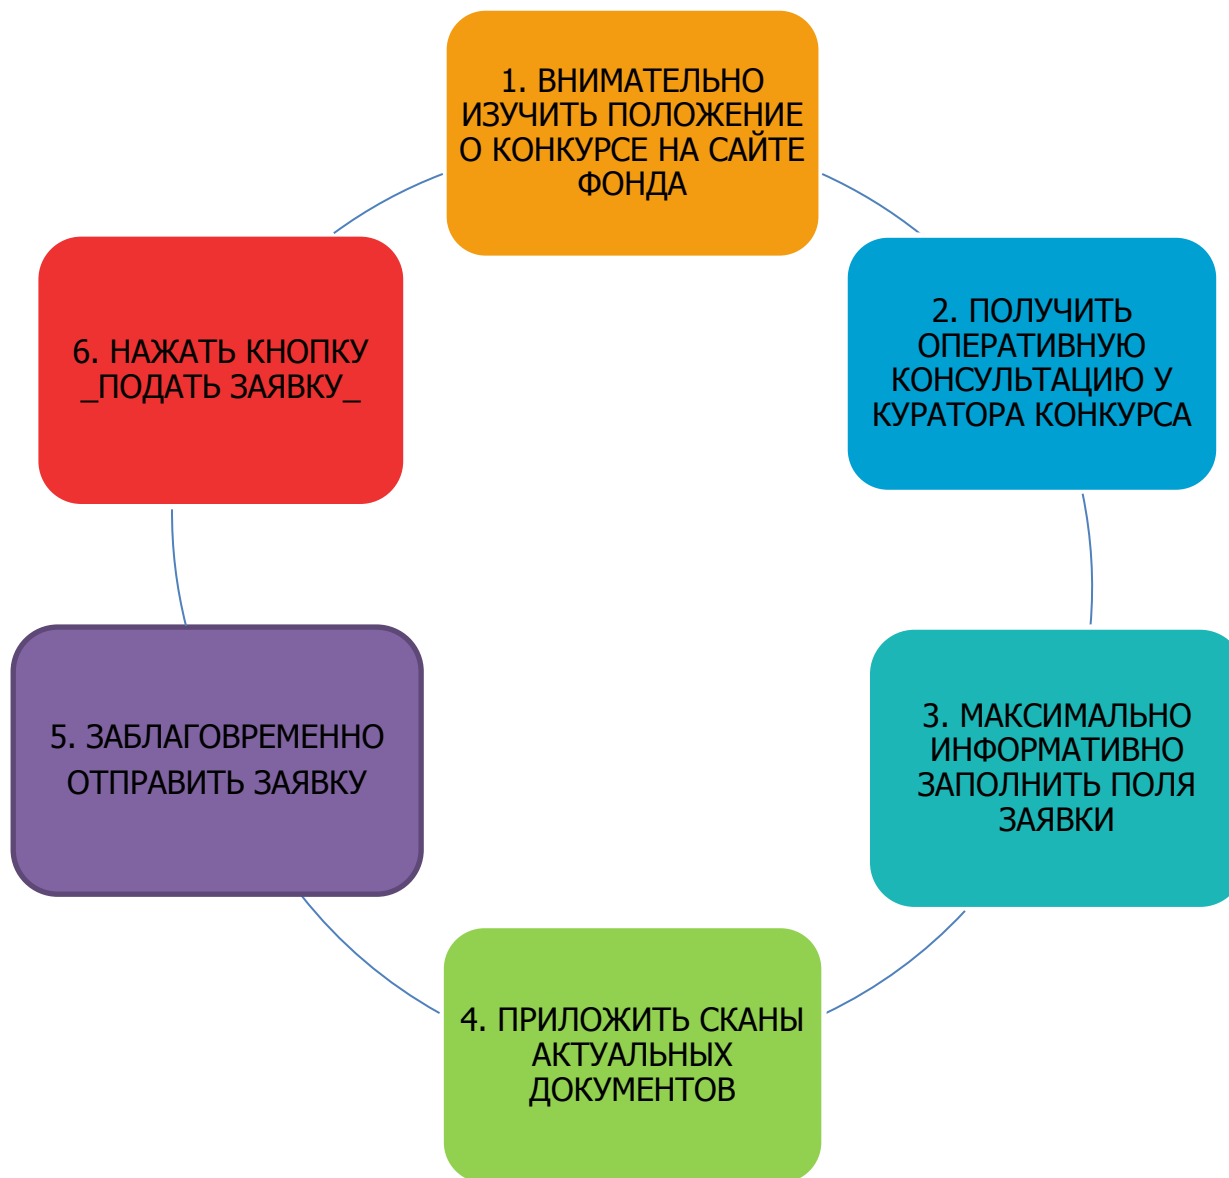 1. ВНИМАТЕЛЬНО
ИЗУЧИТЬ ПОЛОЖЕНИЕ
О КОНКУРСЕ НА САЙТЕ
ФОНДА
2. ПОЛУЧИТЬ
ОПЕРАТИВНУЮ
КОНСУЛЬТАЦИЮ У
КУРАТОРА КОНКУРСА
3. МАКСИМАЛЬНО
ИНФОРМАТИВНО
ЗАПОЛНИТЬ ПОЛЯ
ЗАЯВКИ
4. ПРИЛОЖИТЬ СКАНЫ
АКТУАЛЬНЫХ
ДОКУМЕНТОВ
5. ЗАБЛАГОВРЕМЕННО
ОТПРАВИТЬ ЗАЯВКУ
6. НАЖАТЬ КНОПКУ
_ПОДАТЬ ЗАЯВКУ_